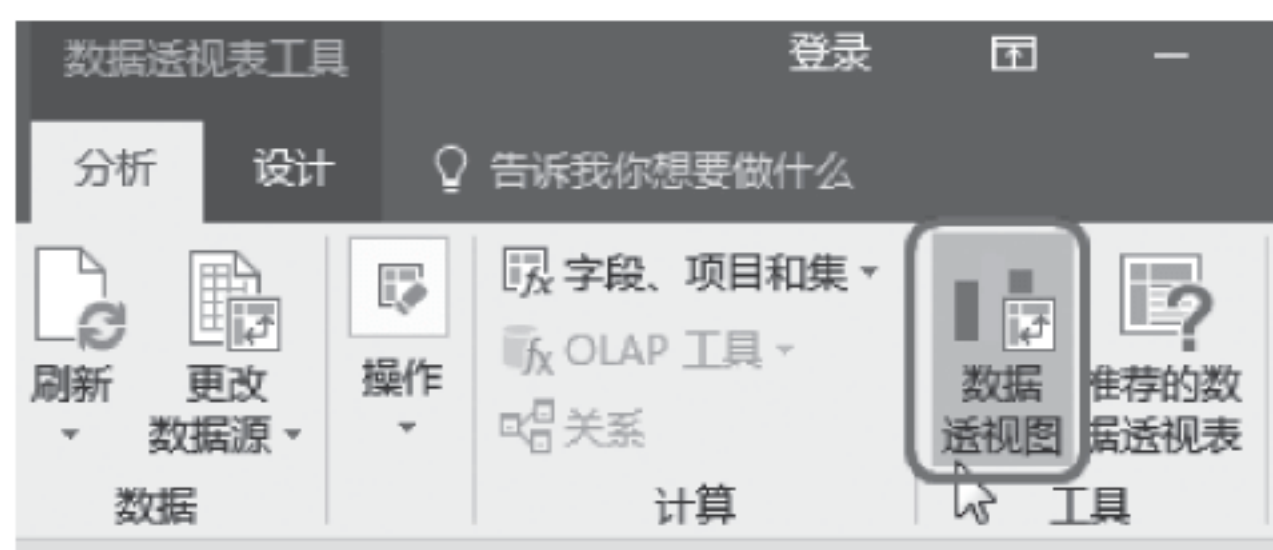 数据透视表工具 登录
分析 设计 告诉我你想要做什么
字段、项目和集
OLAP 工具
关系
刷新
更改
数据源
操作
数据
透视图
推荐的数
据透视表
数据 计算 工具